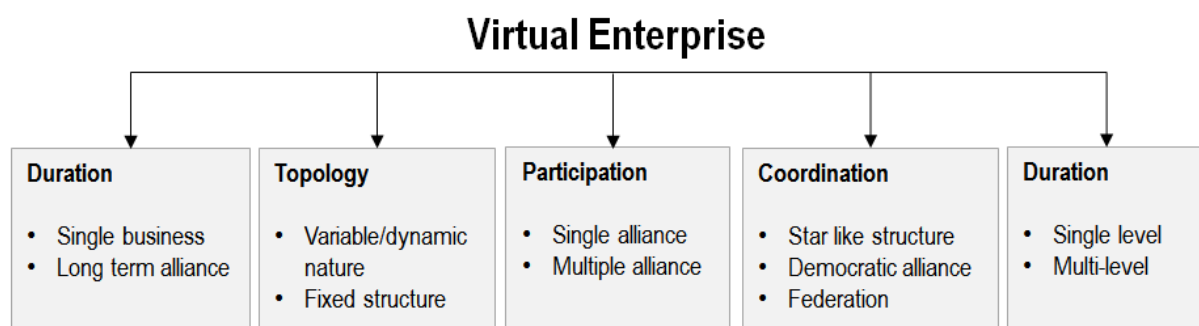 Virtual Enterprise
Duration
• Single business
• Long term alliance
Topology
• Variable/dynamic
nature
• Fixed structure
Participation
• Single alliance
• Multiple alliance
Coordination
• Star like structure
• Democratic alliance
• Federation
Duration
• Single level
• Multi-level